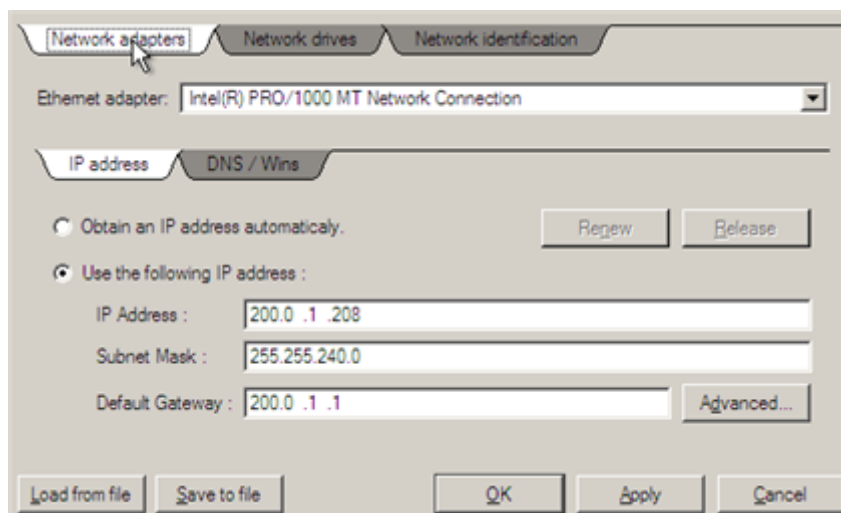 Network adapters Network drives Network identification
Ethernet adapter: Intel(R) PRO/1000 MT Network Connection
IP address DNS / Wins
Obtain an IP address automaticaly. Renew Release
Use the following IP address :
IP Address : 200.0 .1 .208
Subnet Mask : 255.255.240.0
Default Gateway : 200.0 .1 .1 Advanced...
Load from file Save to file OK Apply Cancel